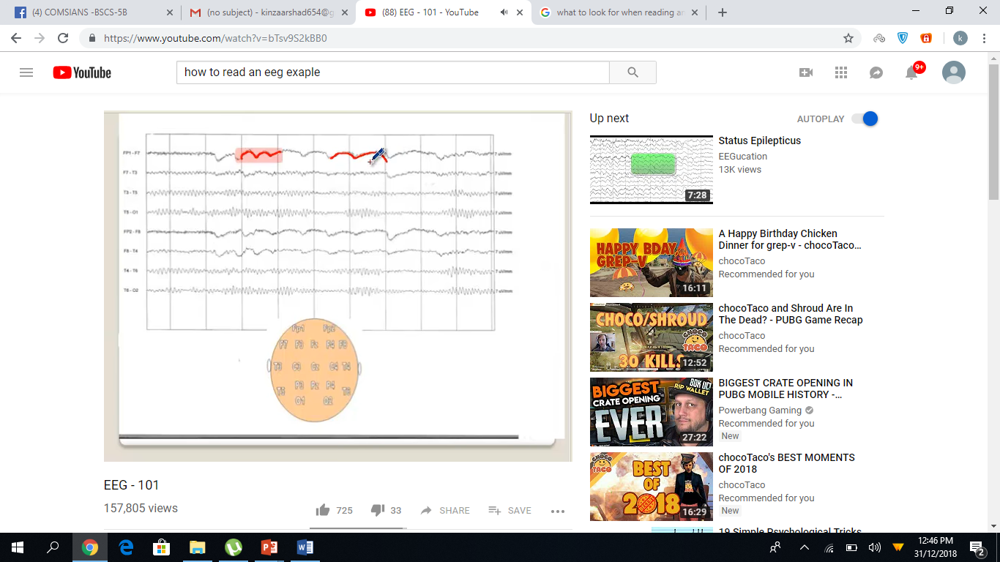 (4) COMSIANS -BSCS-5B
(no subject) - kinzaarshad654@g
(88) EEG - 101 - YouTube
what to look for when reading an
https://www.youtube.com/watch?v=bTsv9S2kBB0
k
YouTube
how to read an eeg exaple
9+
FP1 - F7
F7 - T3
T3 - T5
T5 - O1
FP2 - F8
F8 - T4
T4 - T6
T6 - O2
Fp1 Fp2
F7 F3 Fz F4 F8
T3 C3 Cz C4 T4
T5 P3 Pz P4 T6
O1 O2
EEG - 101
157,805 views
725
33
SHARE
SAVE
Up next
AUTOPLAY
7:28
Status Epilepticus
EEGucation
13K views
HAPPY BDAY
GREP-V
16:11
A Happy Birthday Chicken
Dinner for grep-v - chocoTaco...
chocoTaco
Recommended for you
CHOCO/SHROUD
CHOCO
TACO
30 KILLS
12:52
chocoTaco and Shroud Are In
The Dead? - PUBG Game Recap
chocoTaco
Recommended for you
BIGGEST
CRATE OPENING IN
EVER
RIP WALLET
27:22
BIGGEST CRATE OPENING IN
PUBG MOBILE HISTORY -...
Powerbang Gaming
Recommended for you
New
CHOCO
TACO
BEST
OF
2018
16:29
chocoTaco's BEST MOMENTS
OF 2018
chocoTaco
Recommended for you
New
19 Simple Psychological Tricks
12:46 PM
31/12/2018
2